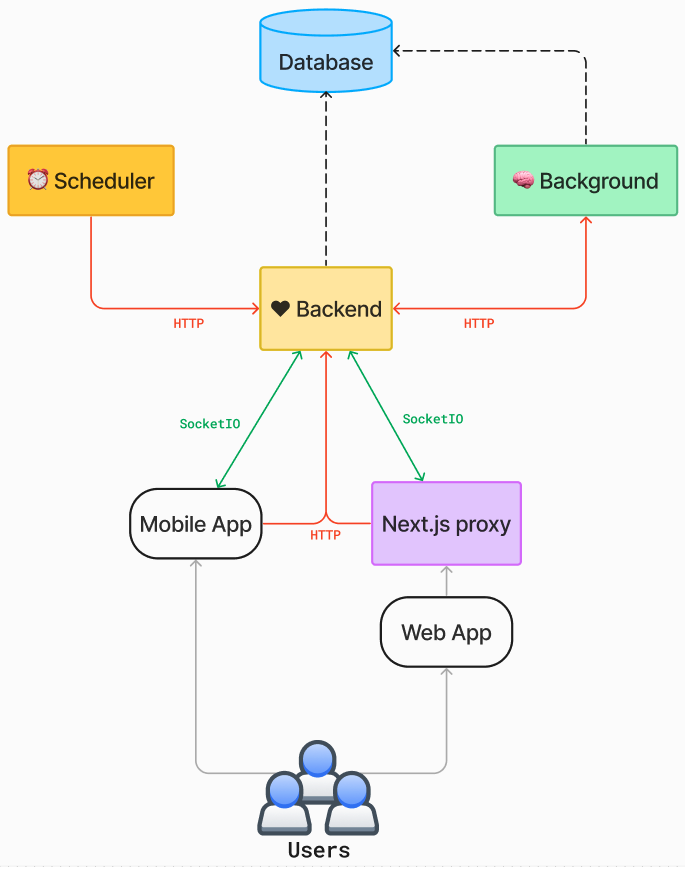 Database
Scheduler
Background
Backend
HTTP
HTTP
SocketIO
SocketIO
Mobile App
Next.js proxy
HTTP
Web App
Users